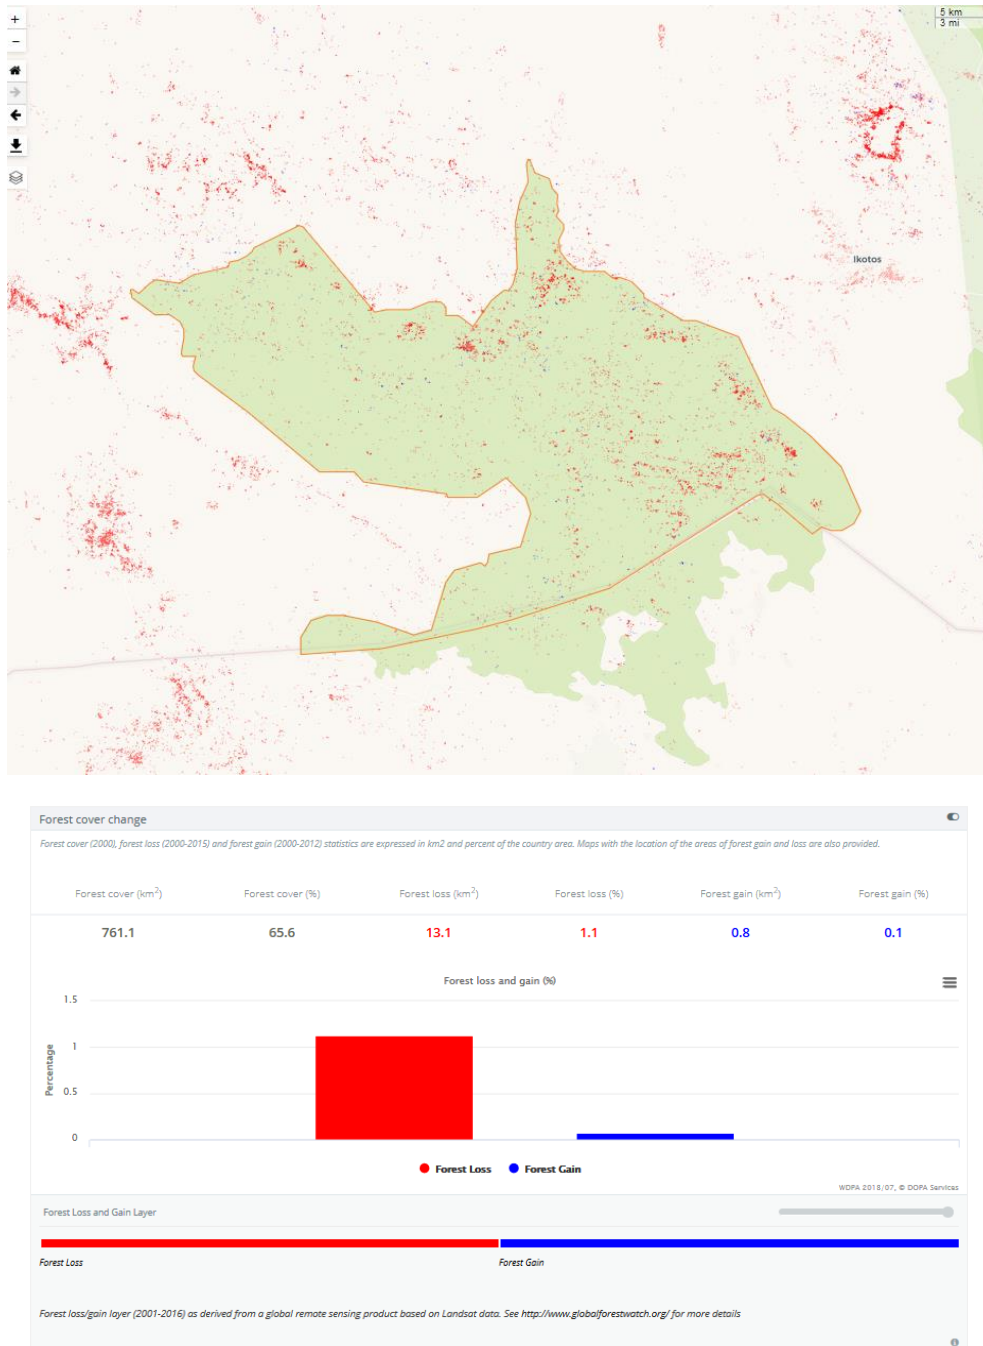 +
−
5 km
3 mi
Ikotos
Forest cover change
Forest cover (2000), forest loss (2000-2015) and forest gain (2000-2012) statistics are expressed in km2 and percent of the country area. Maps with the location of the areas of forest gain and loss are also provided.
Forest cover (km²) Forest cover (%) Forest loss (km²) Forest loss (%) Forest gain (km²) Forest gain (%)
761.1 65.6 13.1 1.1 0.8 0.1
Forest loss and gain (%)
1.5
1
0.5
0
Percentage
Forest Loss Forest Gain
WDPA 2018/07, © DOPA Services
Forest Loss and Gain Layer
Forest Loss Forest Gain
Forest loss/gain layer (2001-2016) as derived from a global remote sensing product based on Landsat data. See http://www.globalforestwatch.org/ for more details